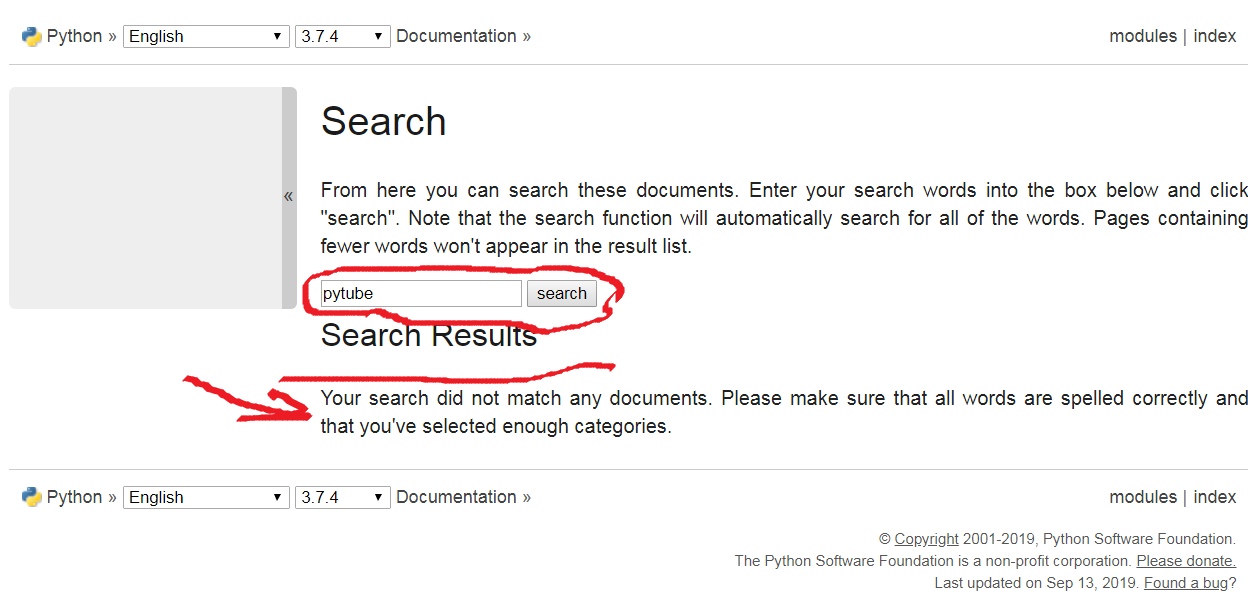 Python » English 3.7.4 Documentation » modules | index
Search
«
From here you can search these documents. Enter your search words into the box below and click
"search". Note that the search function will automatically search for all of the words. Pages containing
fewer words won't appear in the result list.
pytube search
Search Results
Your search did not match any documents. Please make sure that all words are spelled correctly and
that you've selected enough categories.
Python » English 3.7.4 Documentation » modules | index
© Copyright 2001-2019, Python Software Foundation.
The Python Software Foundation is a non-profit corporation. Please donate.
Last updated on Sep 13, 2019. Found a bug?